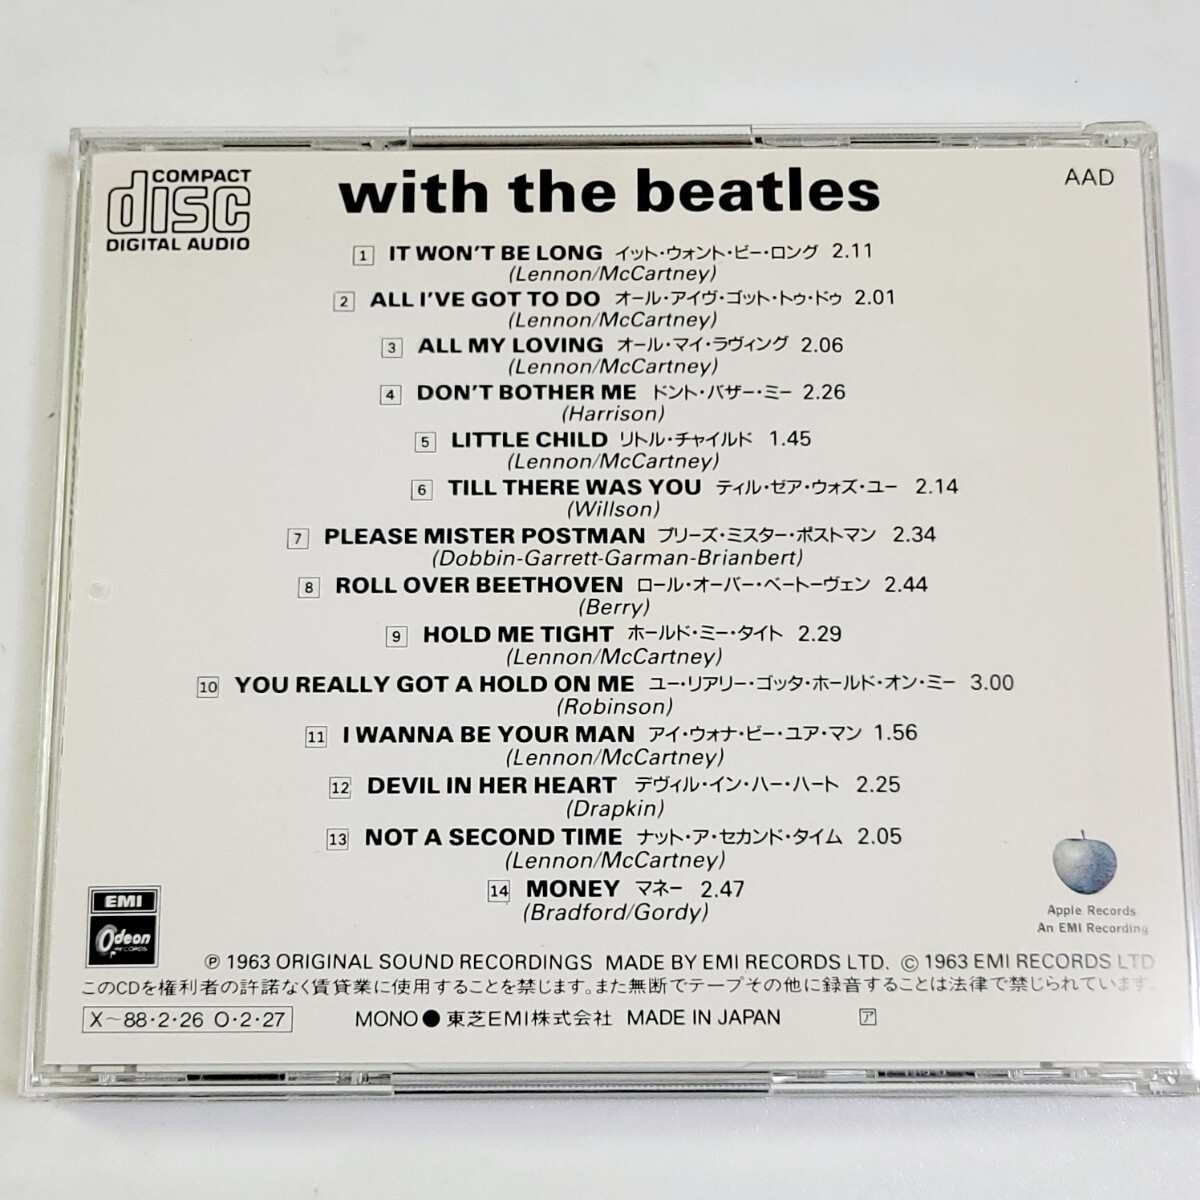 COMPACT
disc
DIGITAL AUDIO
with the beatles
AAD
1 IT WON'T BE LONG イット・ウォント・ビー・ロング 2.11
(Lennon/McCartney)
2 ALL I'VE GOT TO DO オール・アイヴ・ゴット・トゥ・ドゥ 2.01
(Lennon/McCartney)
3 ALL MY LOVING オール・マイ・ラヴィング 2.06
(Lennon/McCartney)
4 DON'T BOTHER ME ドント・バザー・ミー 2.26
(Harrison)
5 LITTLE CHILD リトル・チャイルド 1.45
(Lennon/McCartney)
6 TILL THERE WAS YOU ティル・ゼア・ウォズ・ユー 2.14
(Willson)
7 PLEASE MISTER POSTMAN プリーズ・ミスター・ポストマン 2.34
(Dobbin-Garrett-Garman-Brianbert)
8 ROLL OVER BEETHOVEN ロール・オーバー・ベートーヴェン 2.44
(Berry)
9 HOLD ME TIGHT ホールド・ミー・タイト 2.29
(Lennon/McCartney)
10 YOU REALLY GOT A HOLD ON ME ユー・リアリー・ゴッタ・ホールド・オン・ミー 3.00
(Robinson)
11 I WANNA BE YOUR MAN アイ・ウォナ・ビー・ユア・マン 1.56
(Lennon/McCartney)
12 DEVIL IN HER HEART デヴィル・イン・ハー・ハート 2.25
(Drapkin)
13 NOT A SECOND TIME ナット・ア・セカンド・タイム 2.05
(Lennon/McCartney)
14 MONEY マネー 2.47
(Bradford/Gordy)
EMI
Odeon
RECORDS
Apple Records
An EMI Recording
Ⓟ 1963 ORIGINAL SOUND RECORDINGS MADE BY EMI RECORDS LTD. © 1963 EMI RECORDS LTD
このCDを権利者の許諾なく賃貸業に使用することを禁じます。また無断でテープその他に録音することは法律で禁じられています。
X〜88・2・26 O・2・27
MONO● 東芝EMI株式会社 MADE IN JAPAN ア